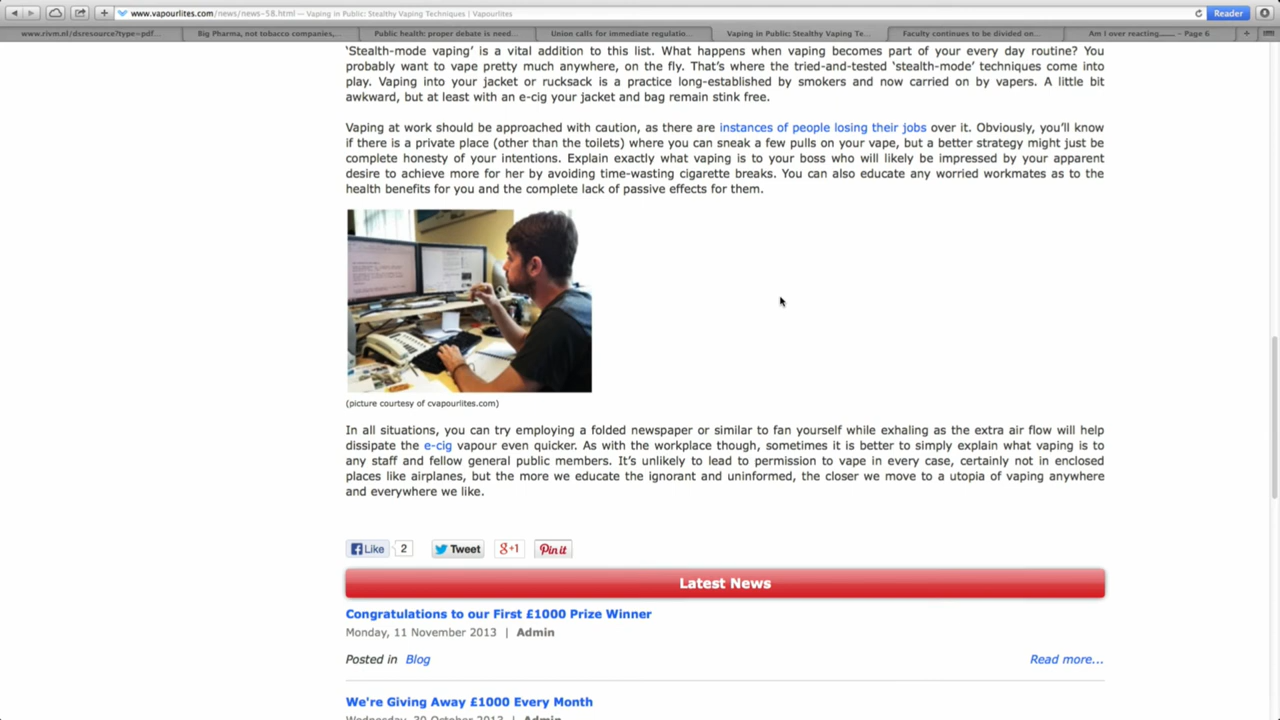 www.vapourlites.com/news/news-58.html — Vaping in Public: Stealthy Vaping Techniques | Vapourlites
Reader
www.rivm.nl/dsresource?type=pdf...
Big Pharma, not tobacco companies,...
Public health: proper debate is need...
Union calls for immediate regulatio...
Vaping in Public: Stealthy Vaping Te...
Faculty continues to be divided on...
Am I over reacting....... – Page 6
'Stealth-mode vaping' is a vital addition to this list. What happens when vaping becomes part of your every day routine? You
probably want to vape pretty much anywhere, on the fly. That's where the tried-and-tested 'stealth-mode' techniques come into
play. Vaping into your jacket or rucksack is a practice long-established by smokers and now carried on by vapers. A little bit
awkward, but at least with an e-cig your jacket and bag remain stink free.
Vaping at work should be approached with caution, as there are instances of people losing their jobs over it. Obviously, you'll know
if there is a private place (other than the toilets) where you can sneak a few pulls on your vape, but a better strategy might just be
complete honesty of your intentions. Explain exactly what vaping is to your boss who will likely be impressed by your apparent
desire to achieve more for her by avoiding time-wasting cigarette breaks. You can also educate any worried workmates as to the
health benefits for you and the complete lack of passive effects for them.
(picture courtesy of cvapourlites.com)
In all situations, you can try employing a folded newspaper or similar to fan yourself while exhaling as the extra air flow will help
dissipate the e-cig vapour even quicker. As with the workplace though, sometimes it is better to simply explain what vaping is to
any staff and fellow general public members. It's unlikely to lead to permission to vape in every case, certainly not in enclosed
places like airplanes, but the more we educate the ignorant and uninformed, the closer we move to a utopia of vaping anywhere
and everywhere we like.
Like 2 Tweet g+1 Pin it
Latest News
Congratulations to our First £1000 Prize Winner
Monday, 11 November 2013 | Admin
Posted in Blog Read more...
We're Giving Away £1000 Every Month
Wednesday, 30 October 2013 | Admin